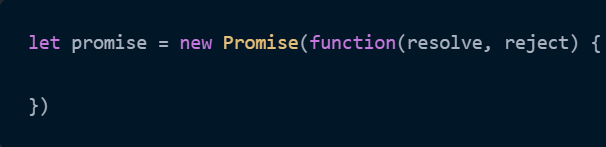 let promise = new Promise(function(resolve, reject) {
})